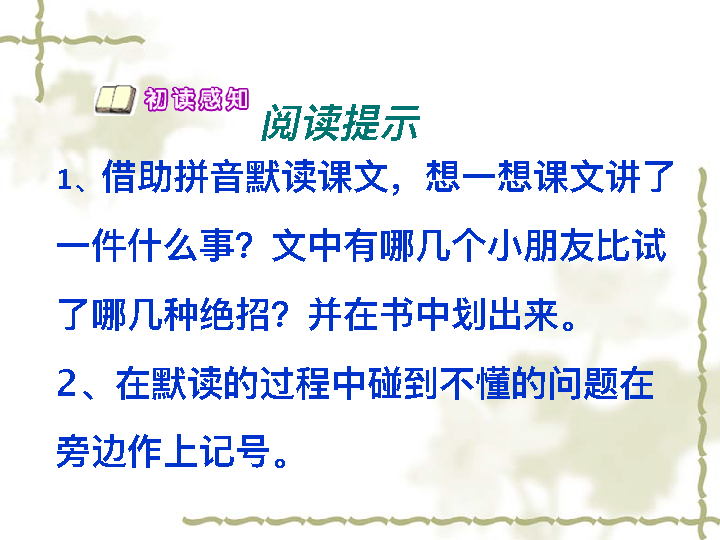 初读感知
阅读提示
1、借助拼音默读课文，想一想课文讲了
一件什么事？文中有哪几个小朋友比试
了哪几种绝招？并在书中划出来。
2、在默读的过程中碰到不懂的问题在
旁边作上记号。